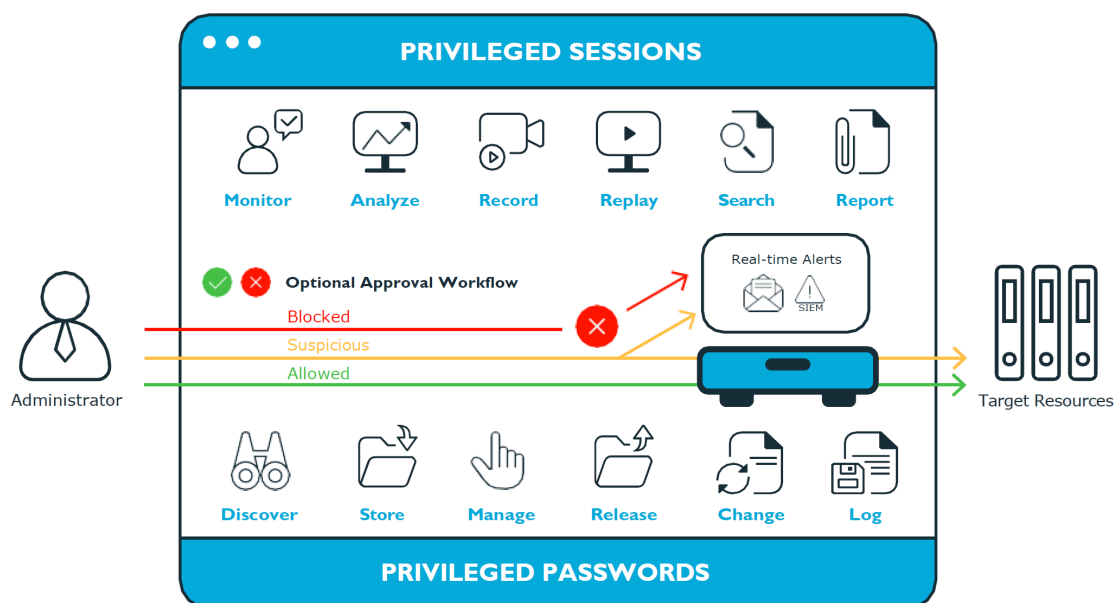 PRIVILEGED SESSIONS
Monitor
Analyze
Record
Replay
Search
Report
Real-time Alerts
SIEM
Optional Approval Workflow
Blocked
Suspicious
Allowed
Administrator
Target Resources
Discover
Store
Manage
Release
Change
Log
PRIVILEGED PASSWORDS